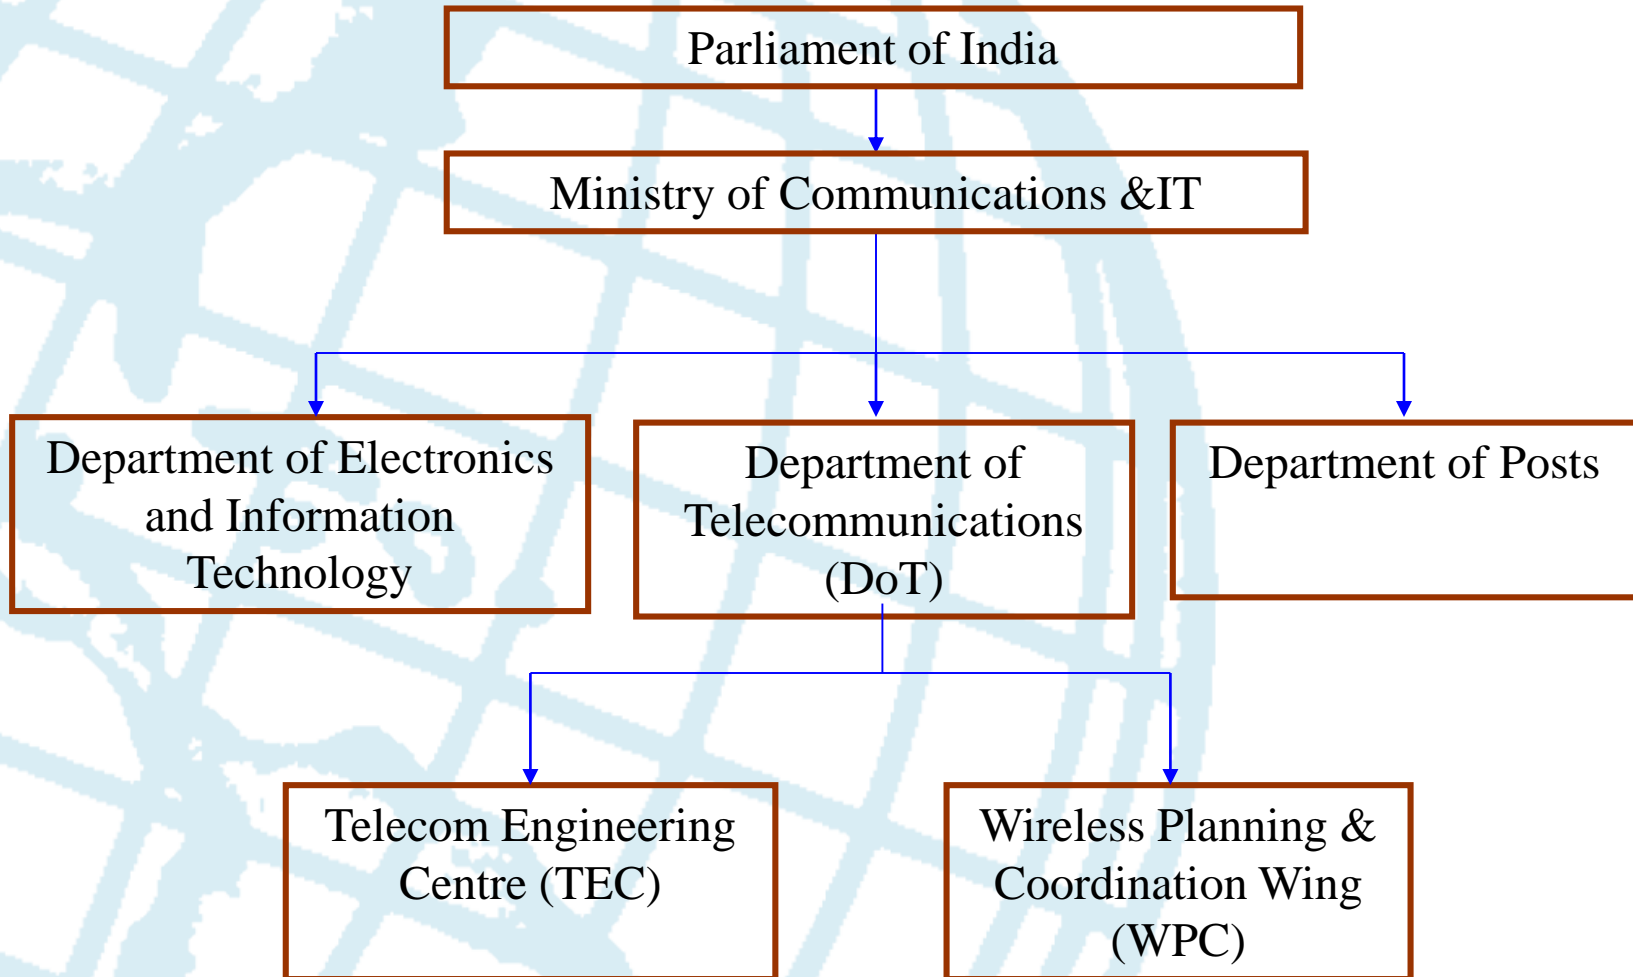 Parliament of India
Ministry of Communications &IT
Department of Electronics
and Information
Technology
Department of
Telecommunications
(DoT)
Department of Posts
Telecom Engineering
Centre (TEC)
Wireless Planning &
Coordination Wing
(WPC)